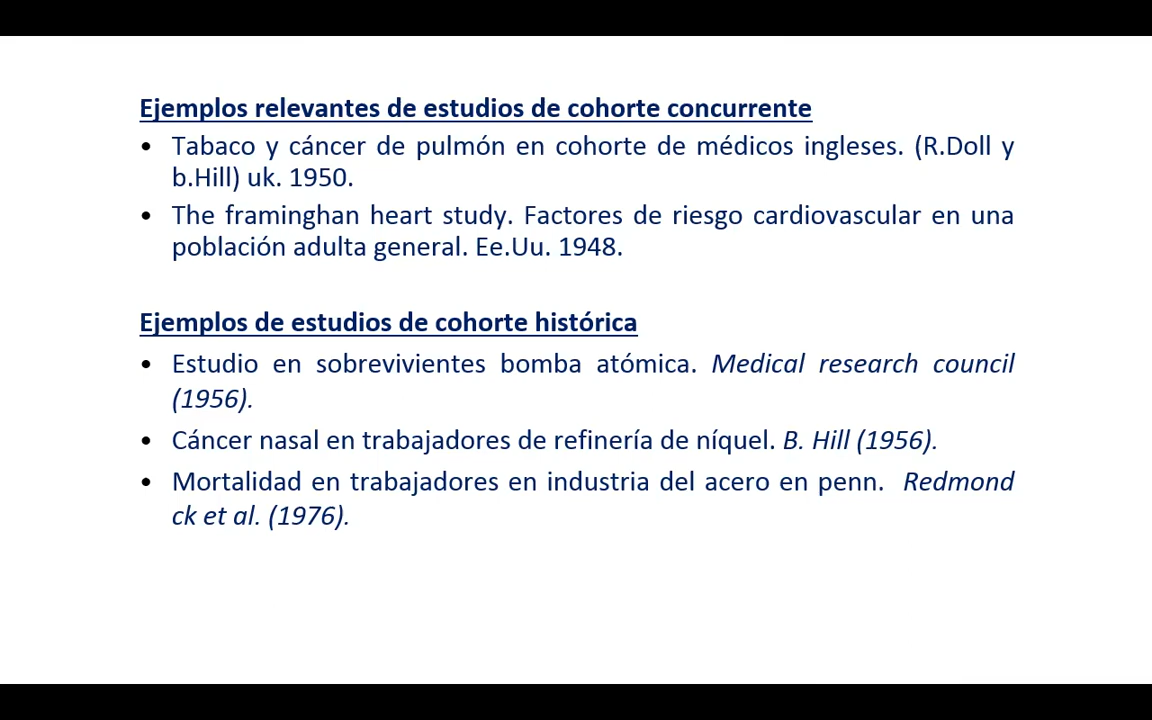 Ejemplos relevantes de estudios de cohorte concurrente
• Tabaco y cáncer de pulmón en cohorte de médicos ingleses. (R.Doll y
b.Hill) uk. 1950.
• The framinghan heart study. Factores de riesgo cardiovascular en una
población adulta general. Ee.Uu. 1948.
Ejemplos de estudios de cohorte histórica
• Estudio en sobrevivientes bomba atómica. Medical research council
(1956).
• Cáncer nasal en trabajadores de refinería de níquel. B. Hill (1956).
• Mortalidad en trabajadores en industria del acero en penn. Redmond
ck et al. (1976).